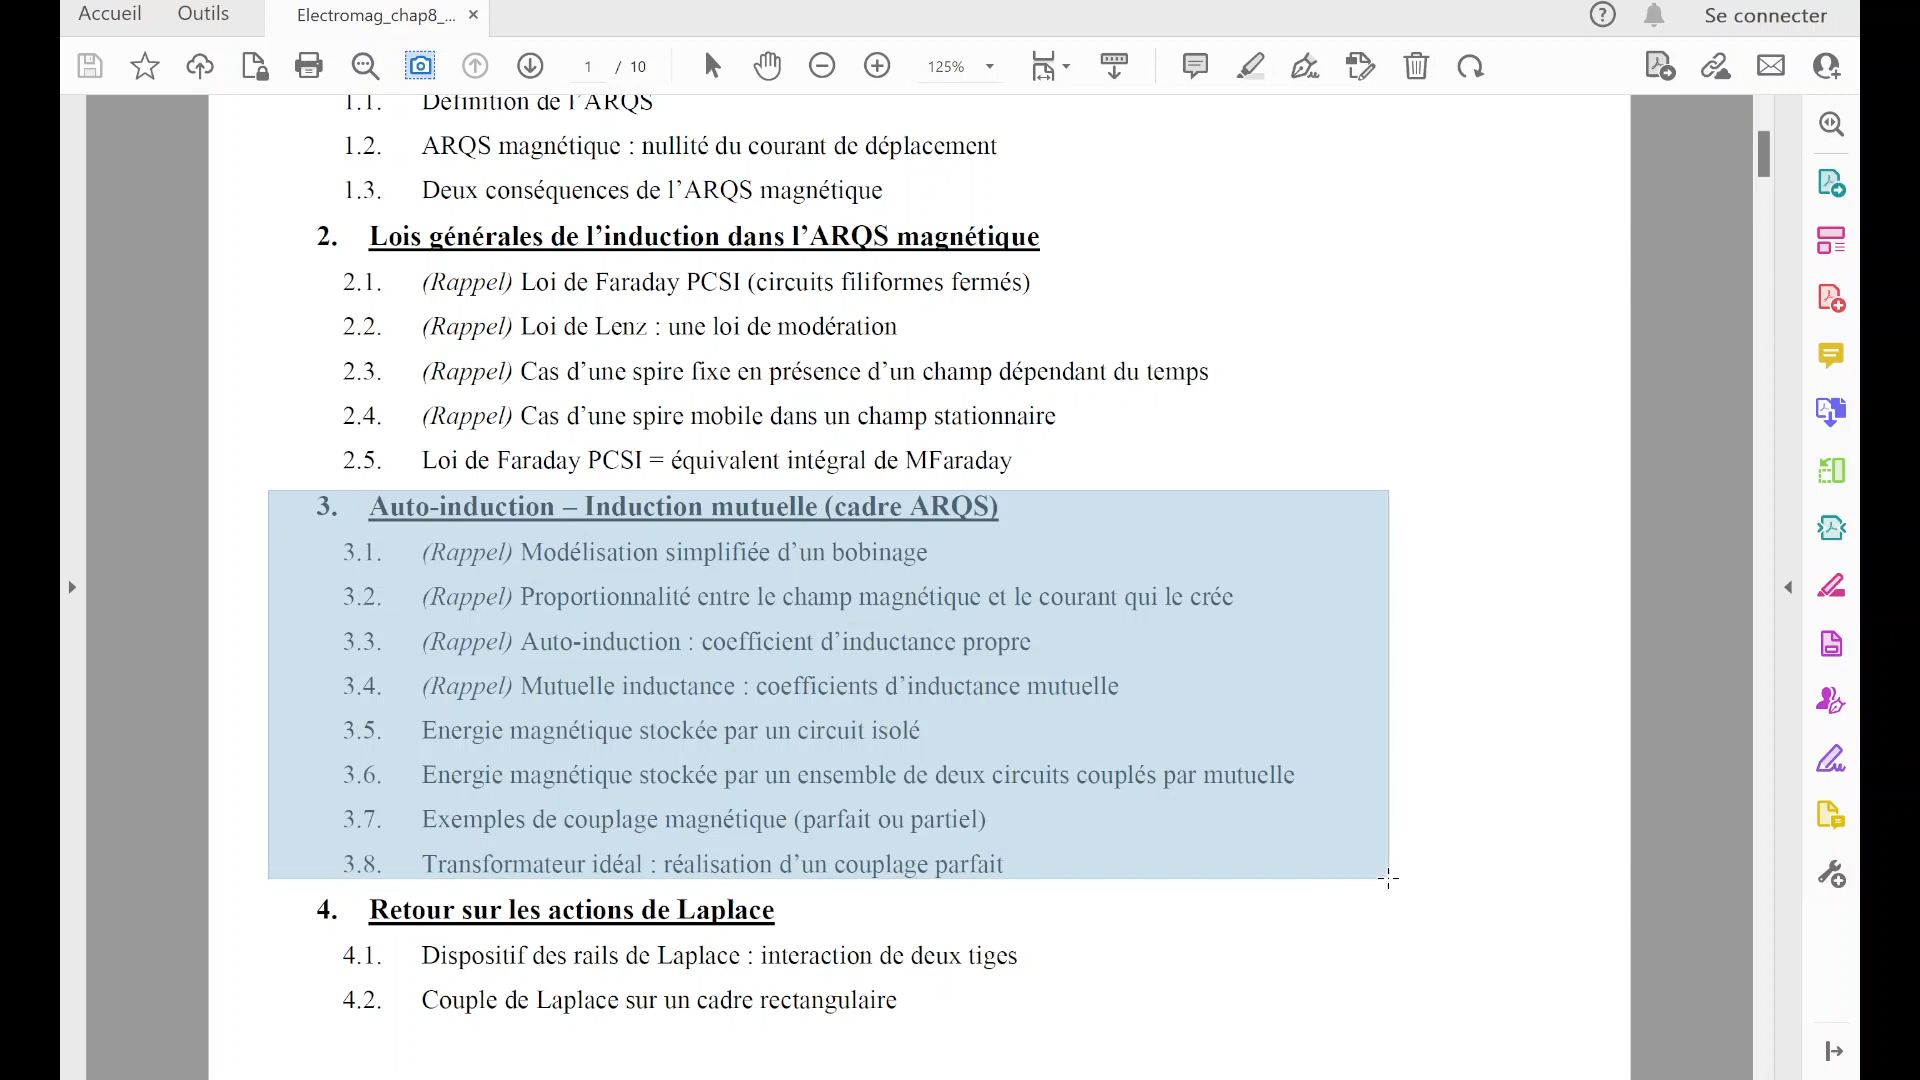 Accueil Outils Electromag_chap8_... × Se connecter
1 / 10 125%
1.1. Définition de l'ARQS
1.2. ARQS magnétique : nullité du courant de déplacement
1.3. Deux conséquences de l'ARQS magnétique
2. Lois générales de l'induction dans l'ARQS magnétique
2.1. (Rappel) Loi de Faraday PCSI (circuits filiformes fermés)
2.2. (Rappel) Loi de Lenz : une loi de modération
2.3. (Rappel) Cas d'une spire fixe en présence d'un champ dépendant du temps
2.4. (Rappel) Cas d'une spire mobile dans un champ stationnaire
2.5. Loi de Faraday PCSI = équivalent intégral de MFaraday
3. Auto-induction – Induction mutuelle (cadre ARQS)
3.1. (Rappel) Modélisation simplifiée d'un bobinage
3.2. (Rappel) Proportionnalité entre le champ magnétique et le courant qui le crée
3.3. (Rappel) Auto-induction : coefficient d'inductance propre
3.4. (Rappel) Mutuelle inductance : coefficients d'inductance mutuelle
3.5. Energie magnétique stockée par un circuit isolé
3.6. Energie magnétique stockée par un ensemble de deux circuits couplés par mutuelle
3.7. Exemples de couplage magnétique (parfait ou partiel)
3.8. Transformateur idéal : réalisation d'un couplage parfait
4. Retour sur les actions de Laplace
4.1. Dispositif des rails de Laplace : interaction de deux tiges
4.2. Couple de Laplace sur un cadre rectangulaire